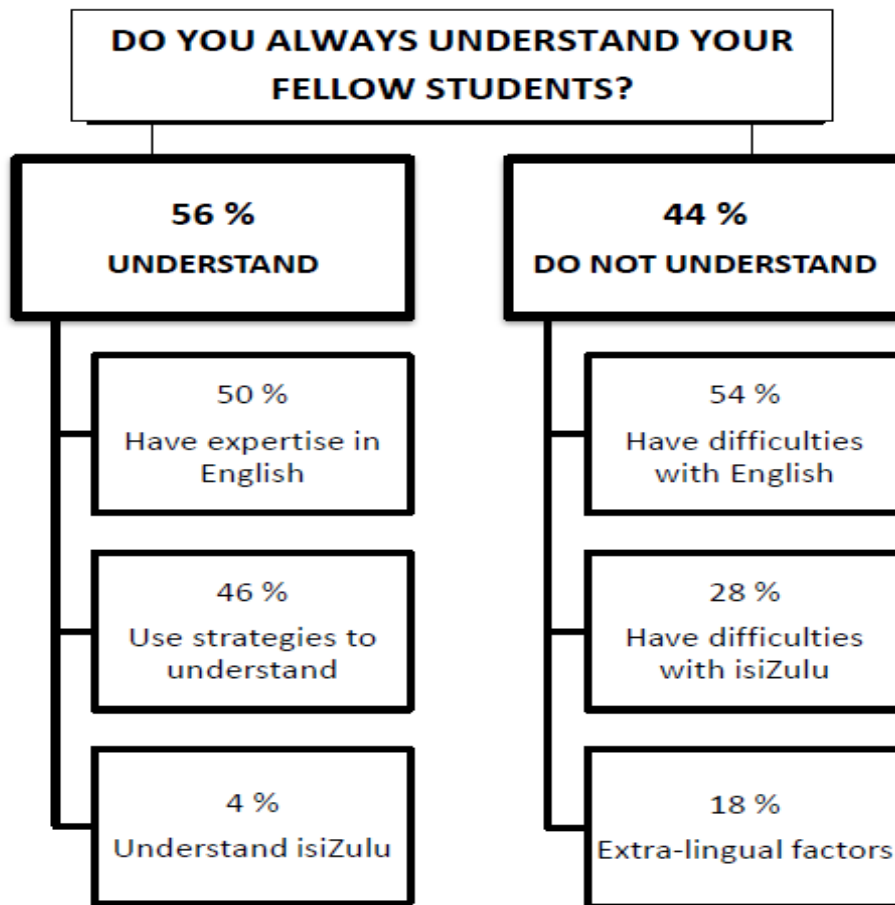 DO YOU ALWAYS UNDERSTAND YOUR
FELLOW STUDENTS?
56 %
UNDERSTAND
50 %
Have expertise in
English
46 %
Use strategies to
understand
4 %
Understand isiZulu
44 %
DO NOT UNDERSTAND
54 %
Have difficulties
with English
28 %
Have difficulties
with isiZulu
18 %
Extra-lingual factors